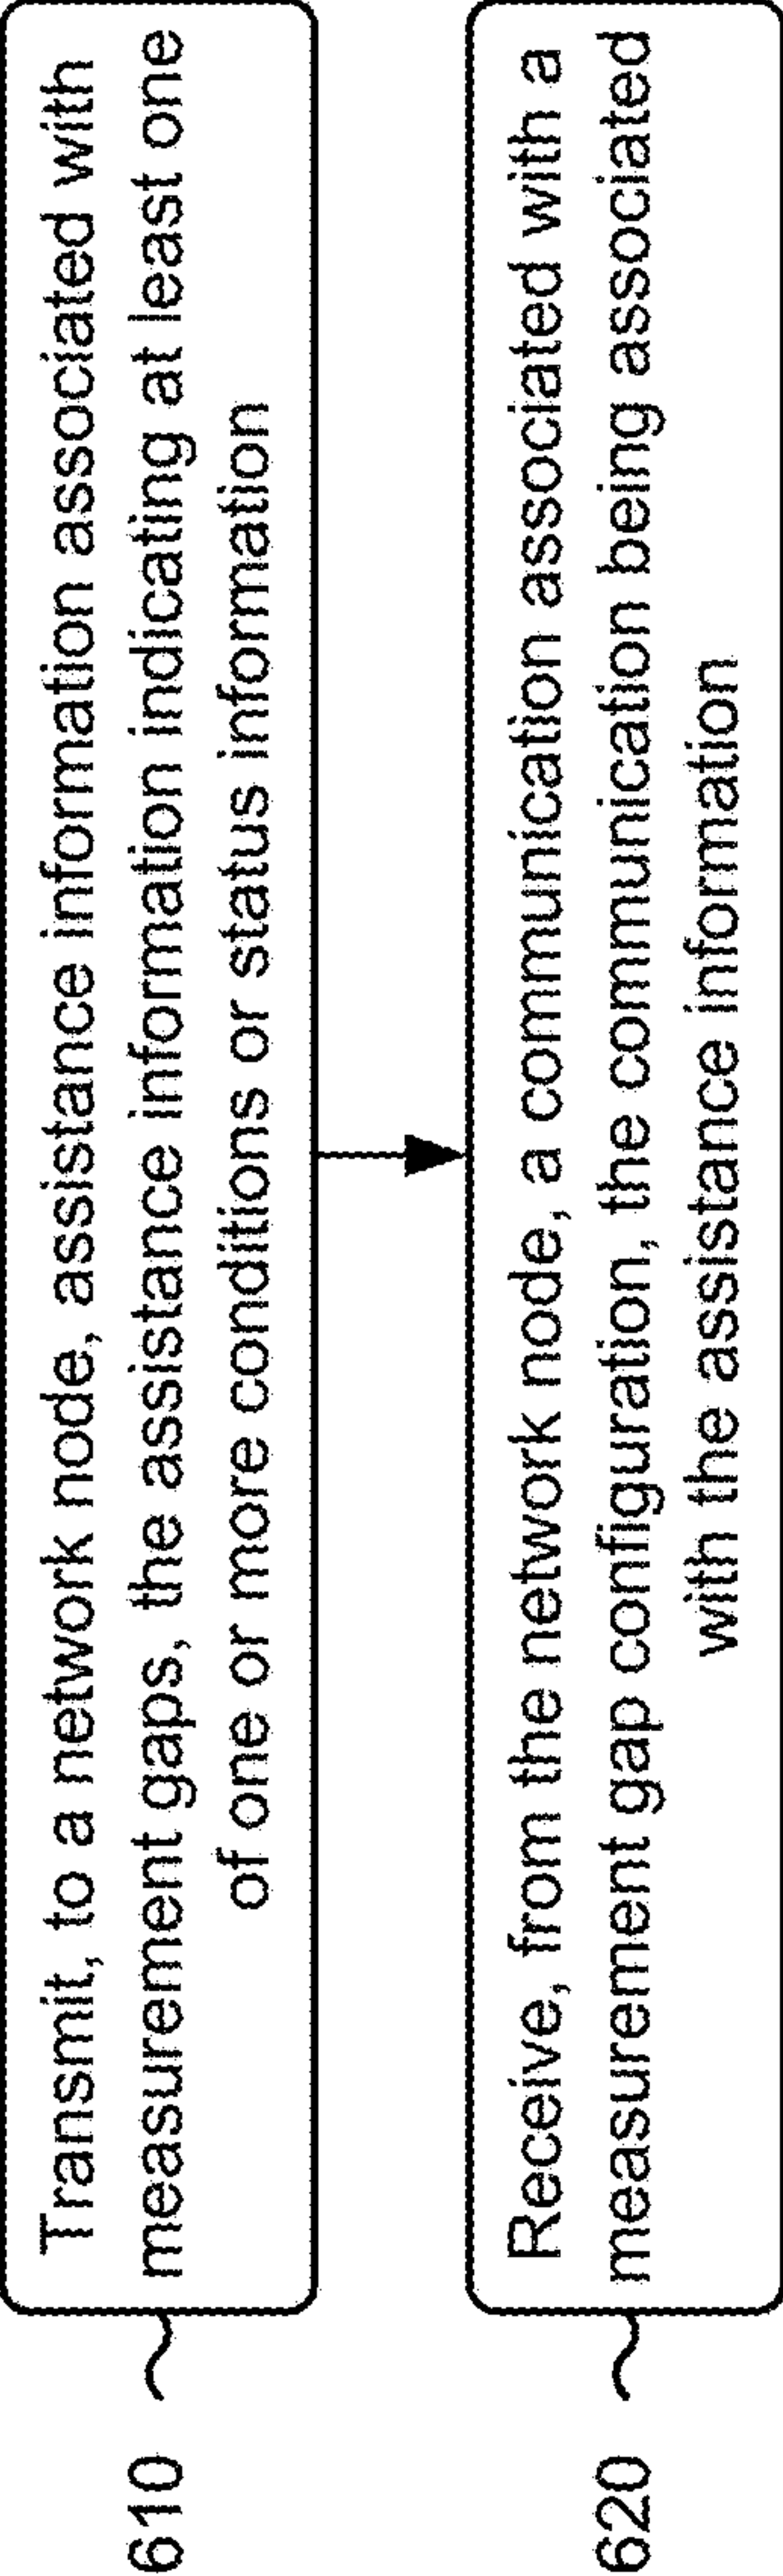 610
Transmit, to a network node, assistance information associated with
measurement gaps, the assistance information indicating at least one
of one or more conditions or status information
620
Receive, from the network node, a communication associated with a
measurement gap configuration, the communication being associated
with the assistance information